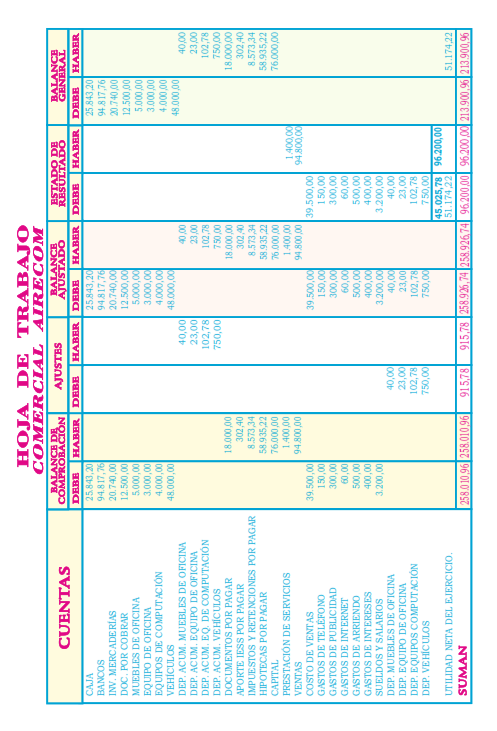 HOJA DE TRABAJO
COMERCIAL AIRECOM
CUENTAS BALANCE DE COMPROBACIÓN AJUSTES BALANCE AJUSTADO ESTADO DE RESULTADO BALANCE GENERAL
DEBE HABER DEBE HABER DEBE HABER DEBE HABER DEBE HABER
CAJA 25.843,20 25.843,20 25.843,20
BANCOS 94.817,76 94.817,76 94.817,76
INV. MERCADERÍAS 20.740,00 20.740,00 20.740,00
DOC. POR COBRAR 12.500,00 12.500,00 12.500,00
MUEBLES DE OFICINA 5.000,00 5.000,00 5.000,00
EQUIPO DE OFICINA 3.000,00 3.000,00 3.000,00
EQUIPOS DE COMPUTACIÓN 4.000,00 4.000,00 4.000,00
VEHÍCULOS 48.000,00 48.000,00 48.000,00
DEP. ACUM. MUEBLES DE OFICINA 40,00 40,00 40,00
DEP. ACUM. EQUIPO DE OFICINA 23,00 23,00 23,00
DEP. ACUM. EQ. DE COMPUTACIÓN 102,78 102,78 102,78
DEP. ACUM. VEHÍCULOS 750,00 750,00 750,00
DOCUMENTOS POR PAGAR 18.000,00 18.000,00 18.000,00
APORTE IESS POR PAGAR 302,40 302,40 302,40
IMPUESTOS Y RETENCIONES POR PAGAR 8.573,34 8.573,34 8.573,34
HIPOTECAS POR PAGAR 58.935,22 58.935,22 58.935,22
CAPITAL 76.000,00 76.000,00 76.000,00
PRESTACIÓN DE SERVICIOS 1.400,00 1.400,00 1.400,00
VENTAS 94.800,00 94.800,00 94.800,00
COSTO DE VENTAS 39.500,00 39.500,00 39.500,00
GASTOS DE TELÉFONO 150,00 150,00 150,00
GASTOS DE PUBLICIDAD 300,00 300,00 300,00
GASTOS DE INTERNET 60,00 60,00 60,00
GASTOS DE ARRIENDO 500,00 500,00 500,00
GASTOS DE INTERESES 400,00 400,00 400,00
SUELDOS Y SALARIOS 3.200,00 3.200,00 3.200,00
DEP. MUEBLES DE OFICINA 40,00 40,00 40,00
DEP. EQUIPO DE OFICINA 23,00 23,00 23,00
DEP. EQUIPOS COMPUTACIÓN 102,78 102,78 102,78
DEP. VEHÍCULOS 750,00 750,00 750,00
45.025,78 96.200,00
UTILIDAD NETA DEL EJERCICIO. 51.174,22 51.174,22
SUMAN 258.010,96 258.010,96 915,78 915,78 258.926,74 258.926,74 96.200,00 96.200,00 213.900,96 213.900,96